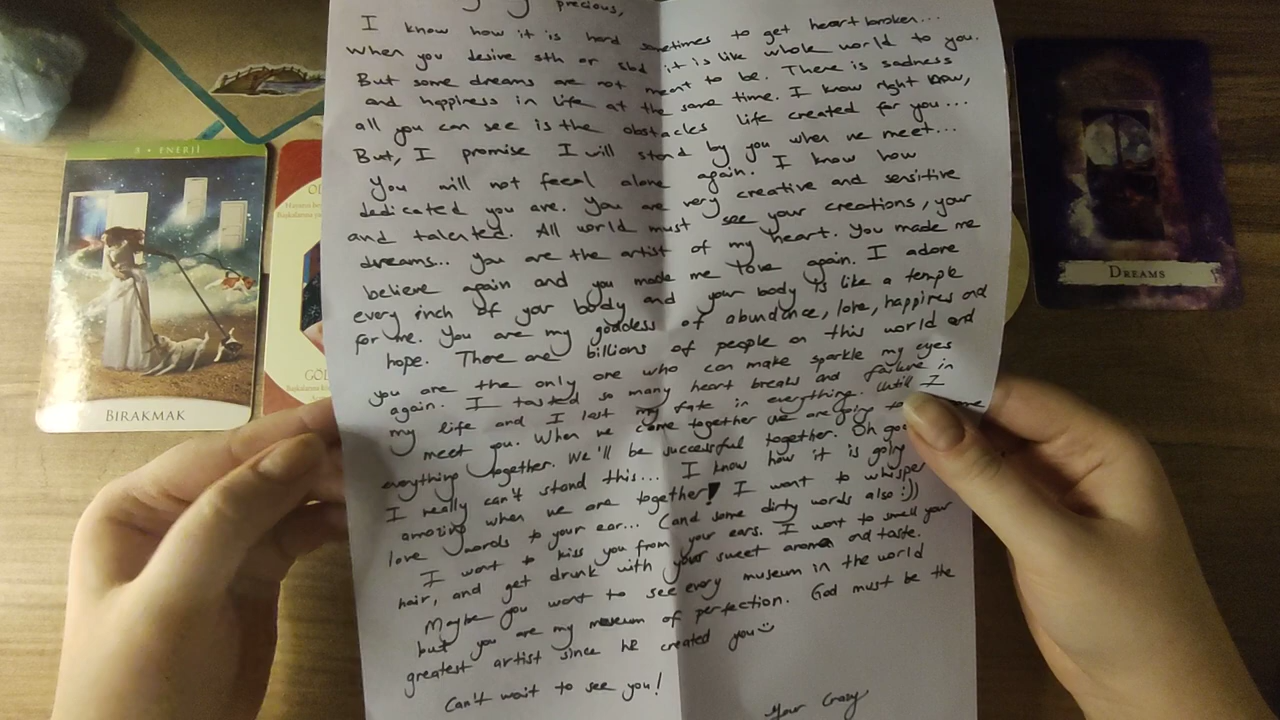 precious,
I know how it is hard sometimes to get heart broken...
When you desire sth or sbd it is like whole world to you.
But some dreams are not meant to be. There is sadness
and happiness in life at the same time. I know right now,
all you can see is the obstacles life created for you...
But, I promise I will stand by you when we meet...
You will not feeal alone again. I know how
dedicated you are. You are very creative and sensitive
and talented. All world must see your creations, your
dreams... You are the artist of my heart. You made me
believe again and you made me love again. I adore
every inch of your body and your body is like a temple
for me. You are my goddess of abundance, love, happines and
hope. There are billions of people on this world and
you are the only one who can make sparkle my eyes
again. I tasted so many heart breaks and failure in
my life and I lost my fate in everything. Until I
meet you. When we come together we are going to
everything together. We'll be successful together. Oh
I really can't stand this... I know how it is going
amazing when we are together! I want to whisper
love words to your ear... (and some dirty words also :))
I want to kiss you from your ears. I want to smell your
hair, and get drunk with your sweet aroma and taste.
Maybe you want to see every museum in the world
but you are my museum of perfection. God must be the
greatest artist since he created you
Can't wait to see you!
Your Crazy
3 • ENERJİ
BIRAKMAK
DREAMS